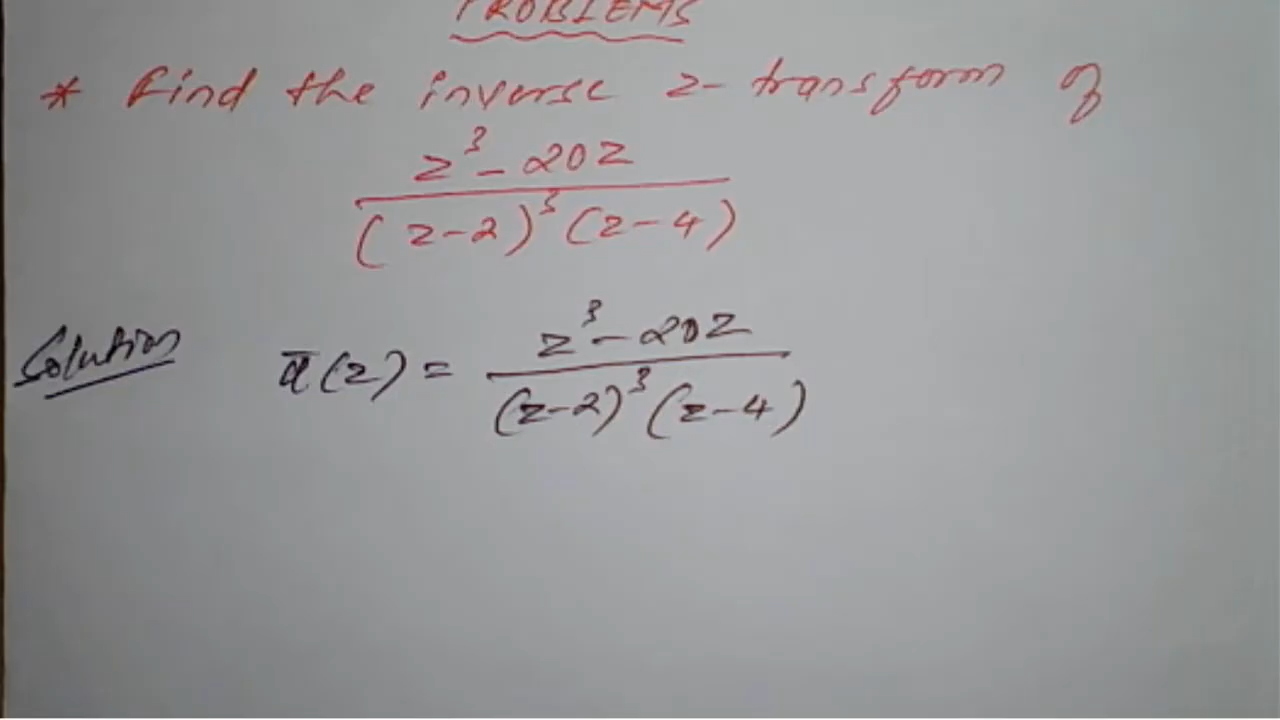 PROBLEMS
* Find the inverse z-transform of
z³ - 20z
(z-2)³ (z-4)
Solution ū(z) = z³ - 20z
(z-2)³ (z-4)